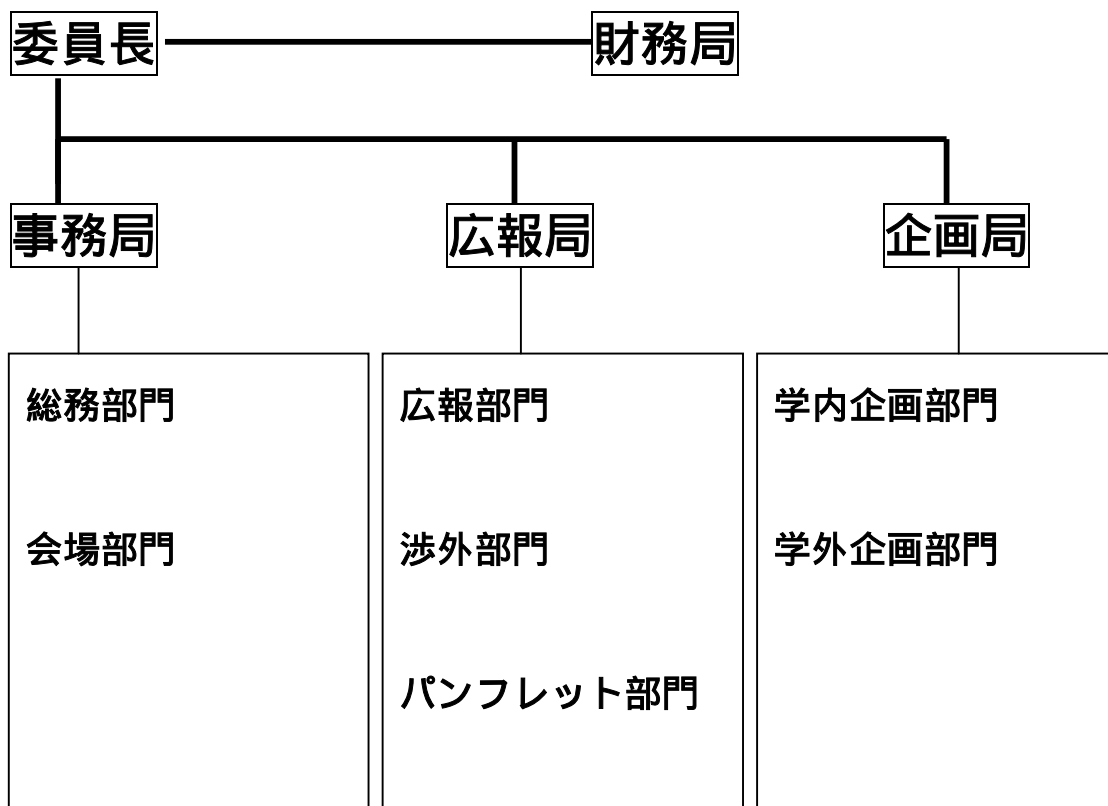 委員長
財務局
事務局
広報局
企画局
総務部門
会場部門
広報部門
渉外部門
パンフレット部門
学内企画部門
学外企画部門